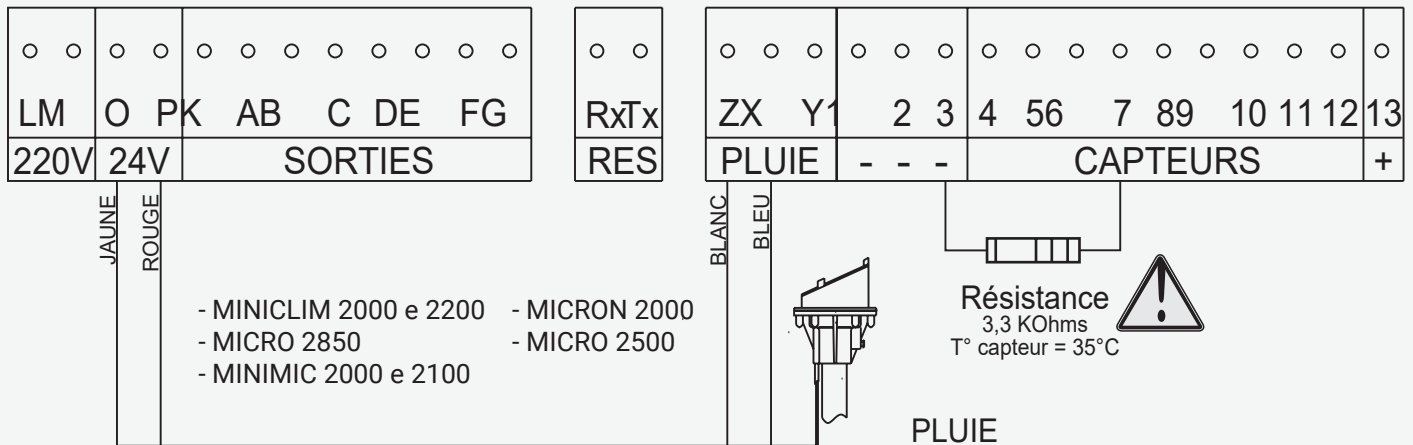 LM O PK AB C DE FG RxTx ZX Y1 2 3 4 56 7 89 10 11 12 13
220V 24V SORTIES RES PLUIE - - - CAPTEURS +
JAUNE
ROUGE
BLANC
BLEU
- MINICLIM 2000 e 2200
- MICRO 2850
- MINIMIC 2000 e 2100
- MICRON 2000
- MICRO 2500
Résistance
3,3 KOhms
T° capteur = 35°C
!
PLUIE